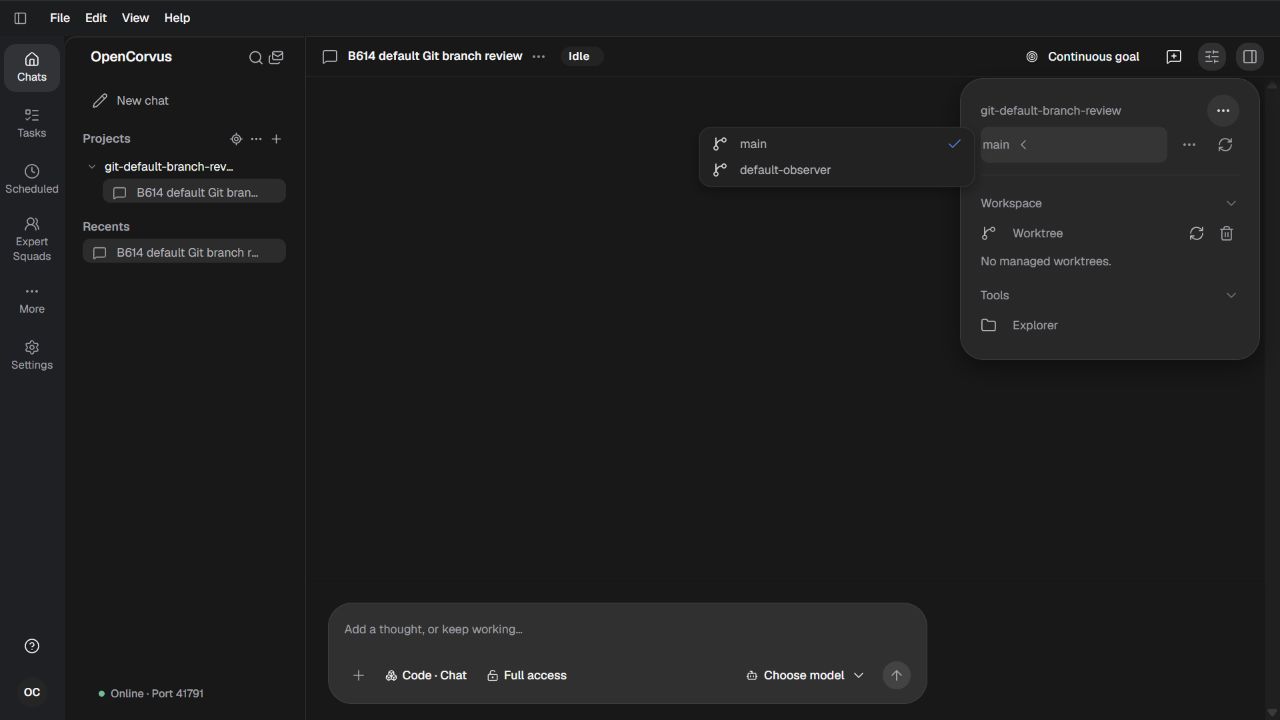 File Edit View Help
Chats
Tasks
Scheduled
Expert
Squads
More
Settings
OC
OpenCorvus
New chat
Projects
git-default-branch-rev...
B614 default Git bran...
Recents
B614 default Git branch r...
Online · Port 41791
B614 default Git branch review
Idle
Continuous goal
main
default-observer
git-default-branch-review
main
Workspace
Worktree
No managed worktrees.
Tools
Explorer
Add a thought, or keep working...
Code · Chat
Full access
Choose model